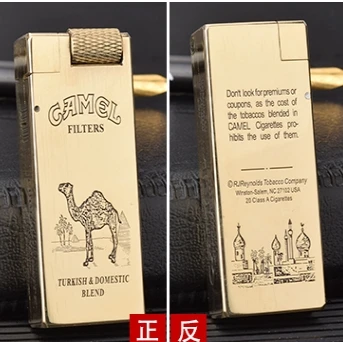 CAMEL
FILTERS
TURKISH & DOMESTIC
BLEND
Don't look for premiums or
coupons, as the cost of
the tobaccos blended in
CAMEL Cigarettes pro-
hibits the use of them.
© RJReynolds Tobacco Company
Winston-Salem, NC 27102 USA
20 Class A Cigarettes
正 反